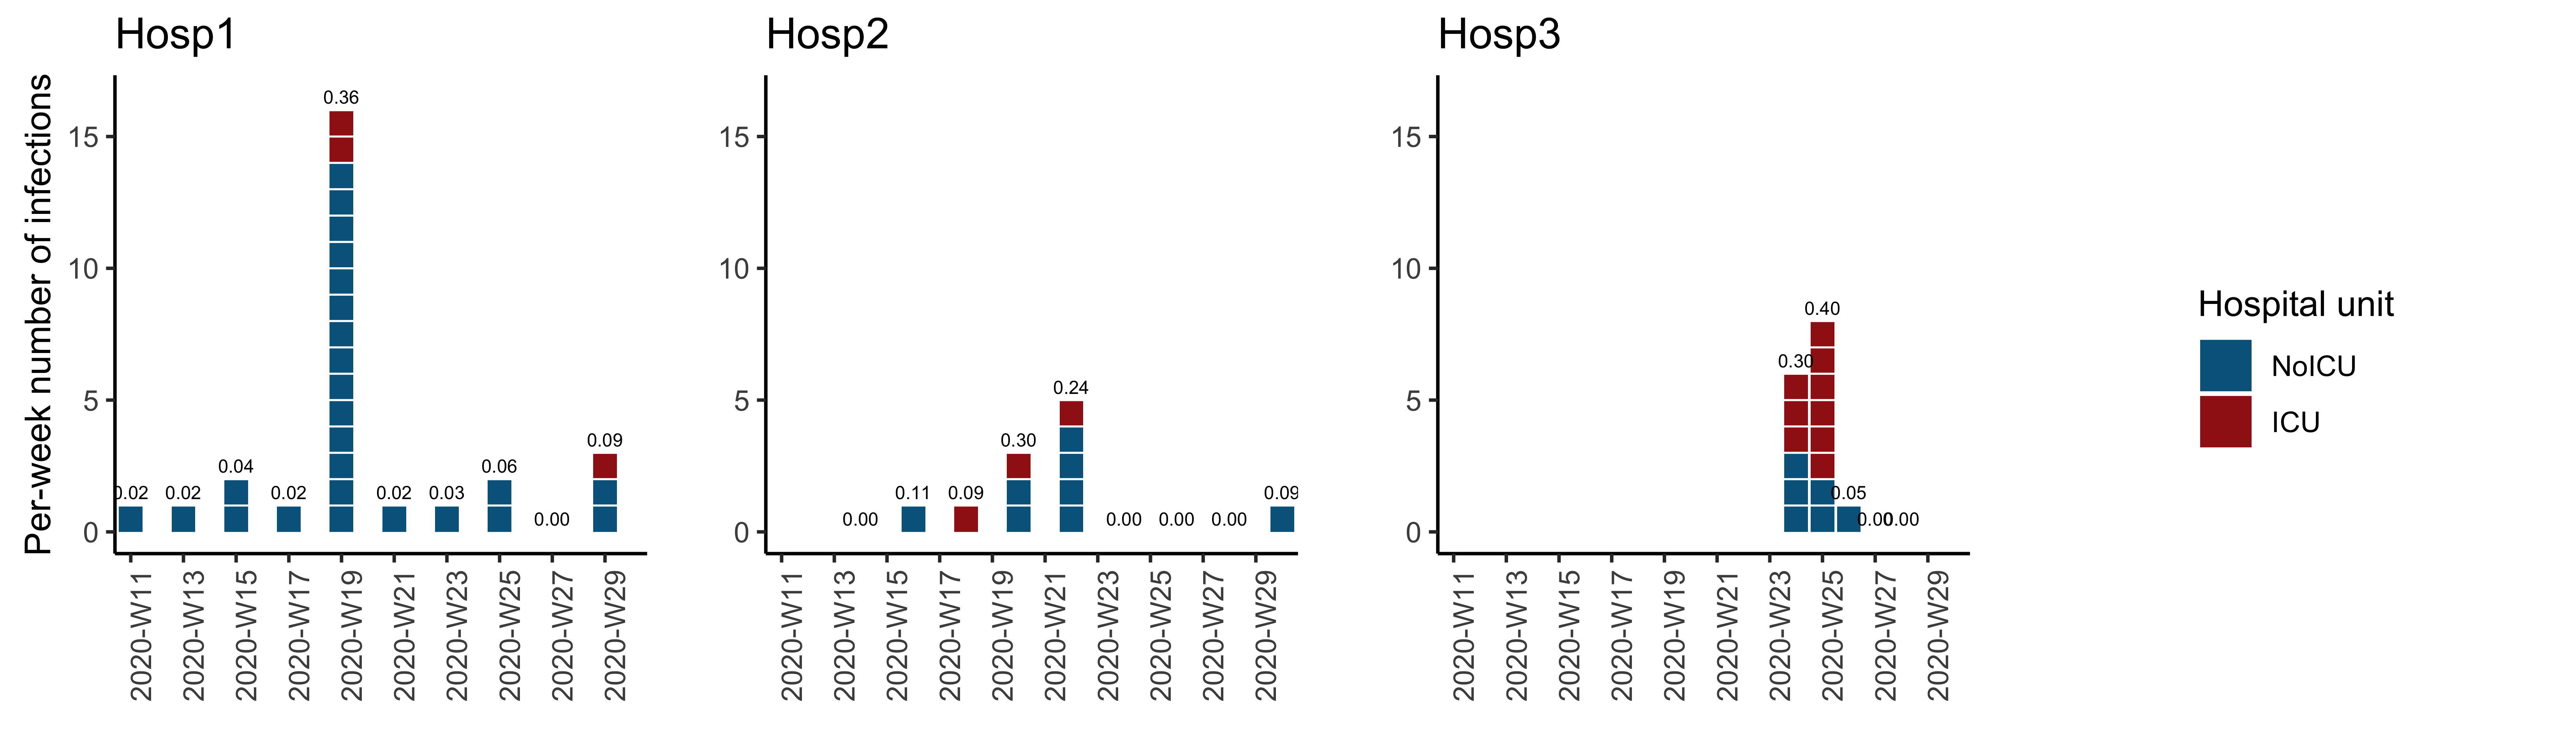 Hosp1
Hosp2
Hosp3
Per-week number of infections
15
10
5
0
0.02
0.02
0.04
0.02
0.36
0.02
0.03
0.06
0.00
0.09
2020-W11
2020-W13
2020-W15
2020-W17
2020-W19
2020-W21
2020-W23
2020-W25
2020-W27
2020-W29
15
10
5
0
0.00
0.11
0.09
0.30
0.24
0.00
0.00
0.00
0.09
2020-W11
2020-W13
2020-W15
2020-W17
2020-W19
2020-W21
2020-W23
2020-W25
2020-W27
2020-W29
15
10
5
0
0.30
0.40
0.05
0.00
0.00
2020-W11
2020-W13
2020-W15
2020-W17
2020-W19
2020-W21
2020-W23
2020-W25
2020-W27
2020-W29
Hospital unit
NoICU
ICU